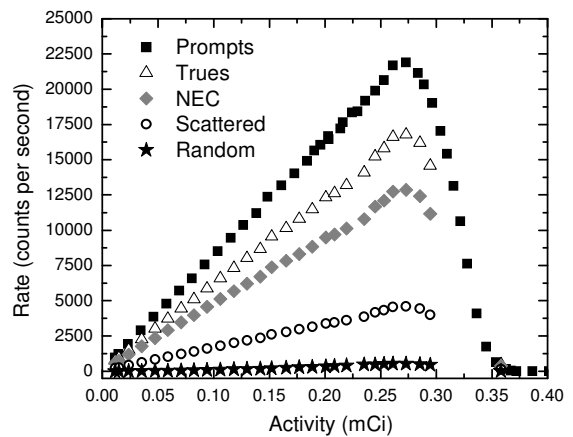 25000
22500
20000
17500
15000
12500
10000
7500
5000
2500
0
Rate (counts per second)
Prompts
Trues
NEC
Scattered
Random
0.00 0.05 0.10 0.15 0.20 0.25 0.30 0.35 0.40
Activity (mCi)